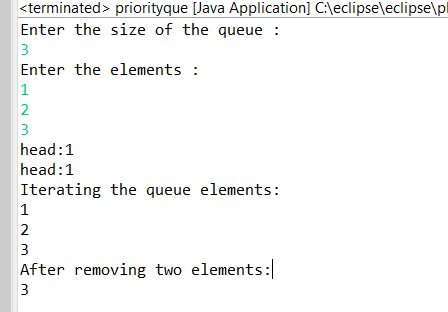 <terminated> priorityque [Java Application] C:\eclipse\eclipse\pl
Enter the size of the queue :
3
Enter the elements :
1
2
3
head:1
head:1
Iterating the queue elements:
1
2
3
After removing two elements:
3